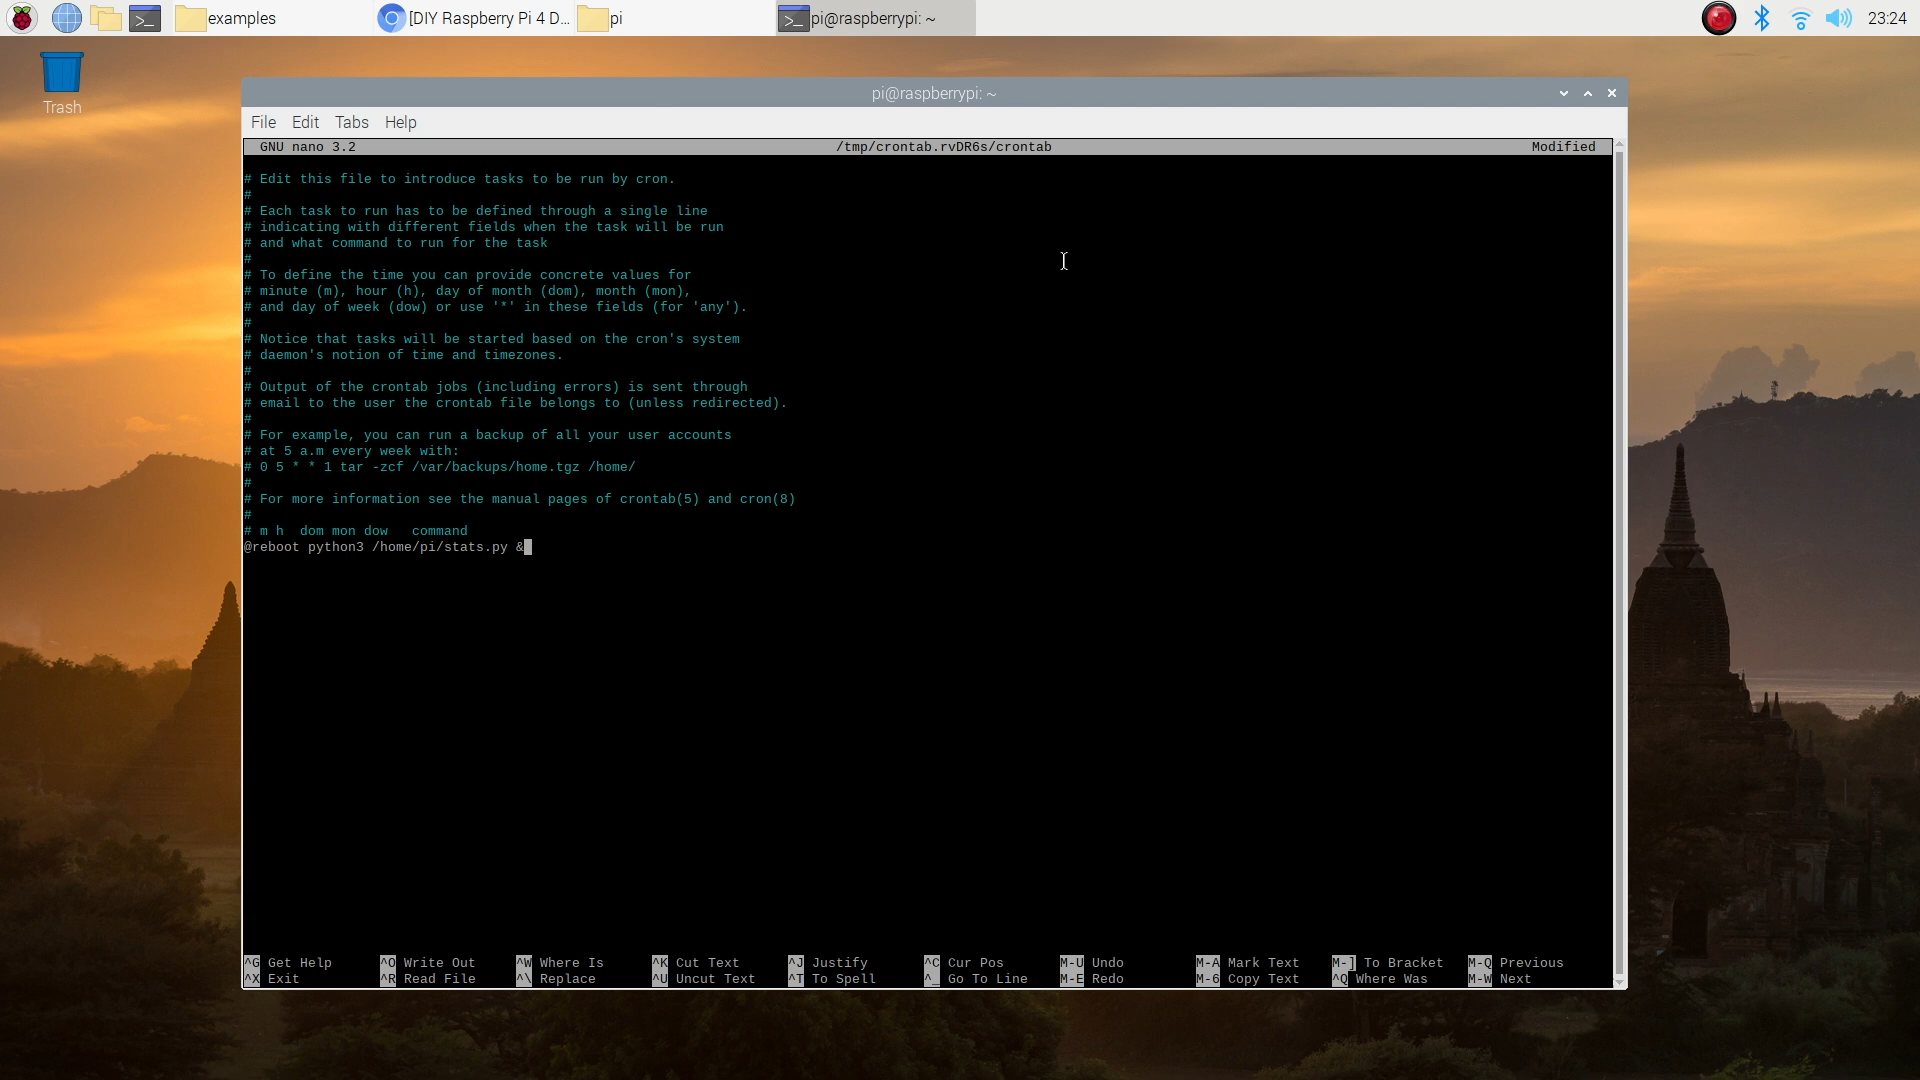 examples
[DIY Raspberry Pi 4 D...
pi
pi@raspberrypi: ~
23:24
Trash
pi@raspberrypi: ~
File Edit Tabs Help
GNU nano 3.2 /tmp/crontab.rvDR6s/crontab Modified
# Edit this file to introduce tasks to be run by cron.
#
# Each task to run has to be defined through a single line
# indicating with different fields when the task will be run
# and what command to run for the task
#
# To define the time you can provide concrete values for
# minute (m), hour (h), day of month (dom), month (mon),
# and day of week (dow) or use '*' in these fields (for 'any').
#
# Notice that tasks will be started based on the cron's system
# daemon's notion of time and timezones.
#
# Output of the crontab jobs (including errors) is sent through
# email to the user the crontab file belongs to (unless redirected).
#
# For example, you can run a backup of all your user accounts
# at 5 a.m every week with:
# 0 5 * * 1 tar -zcf /var/backups/home.tgz /home/
#
# For more information see the manual pages of crontab(5) and cron(8)
#
# m h  dom mon dow   command
@reboot python3 /home/pi/stats.py &
^G Get Help ^O Write Out ^W Where Is ^K Cut Text ^J Justify ^C Cur Pos M-U Undo M-A Mark Text M-] To Bracket M-Q Previous
^X Exit ^R Read File ^\ Replace ^U Uncut Text ^T To Spell ^_ Go To Line M-E Redo M-6 Copy Text ^Q Where Was M-W Next